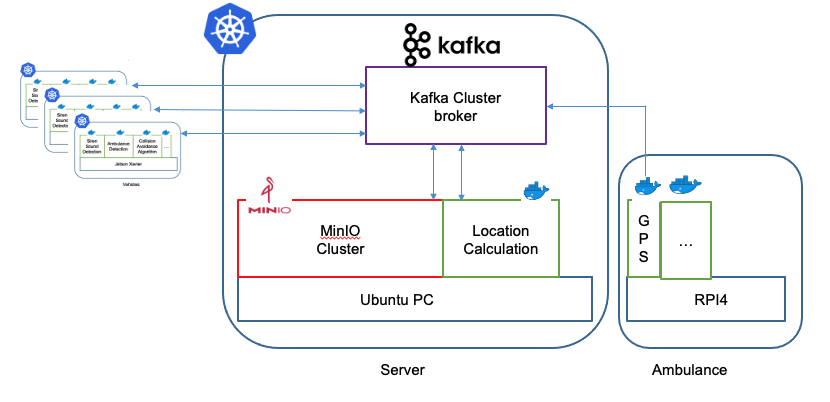 kafka
Kafka Cluster
broker
Siren
Sound
Detection
Ambulance
Detection
Collision
Avoidance
Algorithm
...
Jetson Xavier
Vehicles
MINIO
MinIO
Cluster
Location
Calculation
Ubuntu PC
Server
G
P
S
...
RPI4
Ambulance